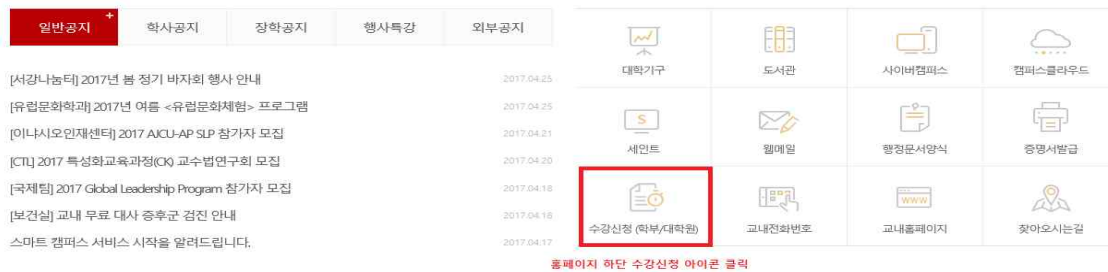 일반공지 +
학사공지
장학공지
행사특강
외부공지
[서강나눔터] 2017년 봄 정기 바자회 행사 안내 2017.04.25
[유럽문화학과] 2017년 여름 <유럽문화체험> 프로그램 2017.04.25
[이냐시오인재센터] 2017 AJCU-AP SLP 참가자 모집 2017.04.21
[CTL] 2017 특성화교육과정(CK) 교수법연구회 모집 2017.04.20
[국제팀] 2017 Global Leadership Program 참가자 모집 2017.04.18
[보건실] 교내 무료 대사 증후군 검진 안내 2017.04.18
스마트 캠퍼스 서비스 시작을 알려드립니다. 2017.04.17
대학기구
도서관
사이버캠퍼스
캠퍼스클라우드
S
세인트
웹메일
행정문서양식
증명서발급
수강신청 (학부/대학원)
교내전화번호
WWW
교내홈페이지
찾아오시는길
홈페이지 하단 수강신청 아이콘 클릭